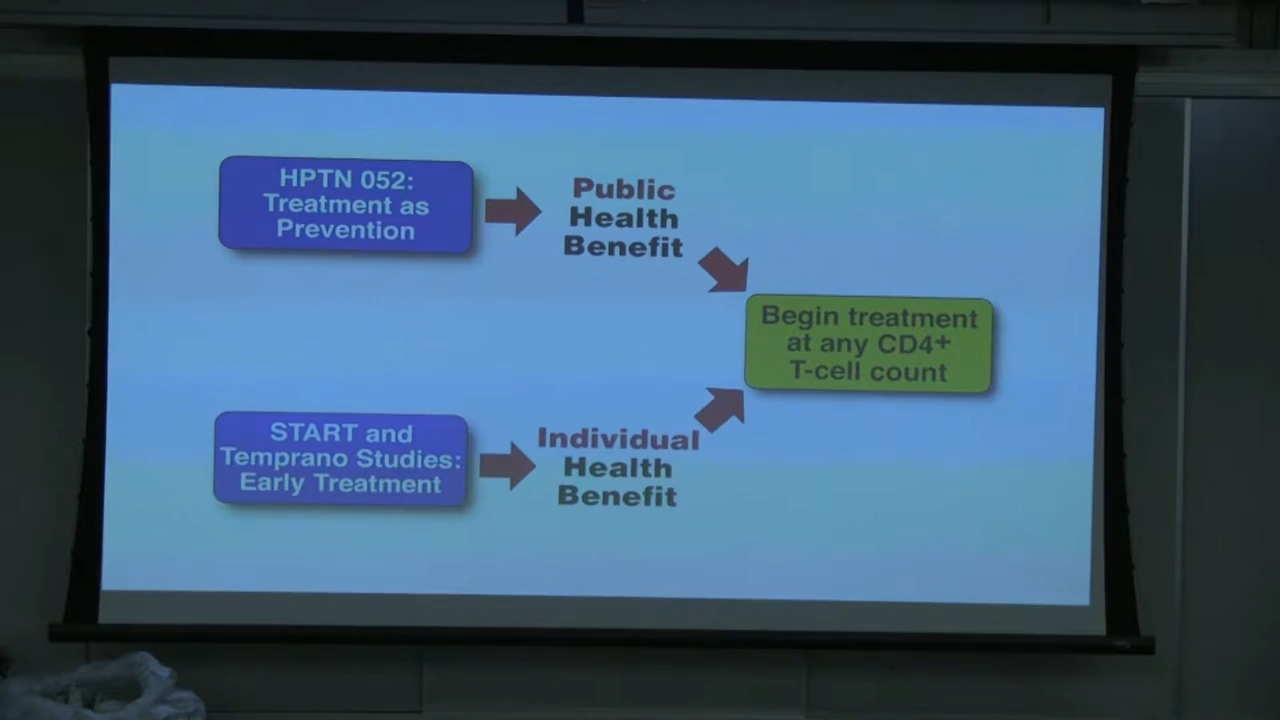 HPTN 052:
Treatment as
Prevention
Public
Health
Benefit
Begin treatment
at any CD4+
T-cell count
START and
Temprano Studies:
Early Treatment
Individual
Health
Benefit